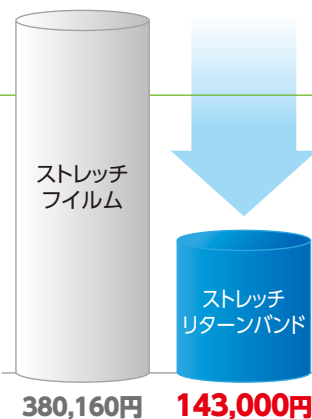 ストレッチ
フイルム
ストレッチ
リターンバンド
380,160円
143,000円